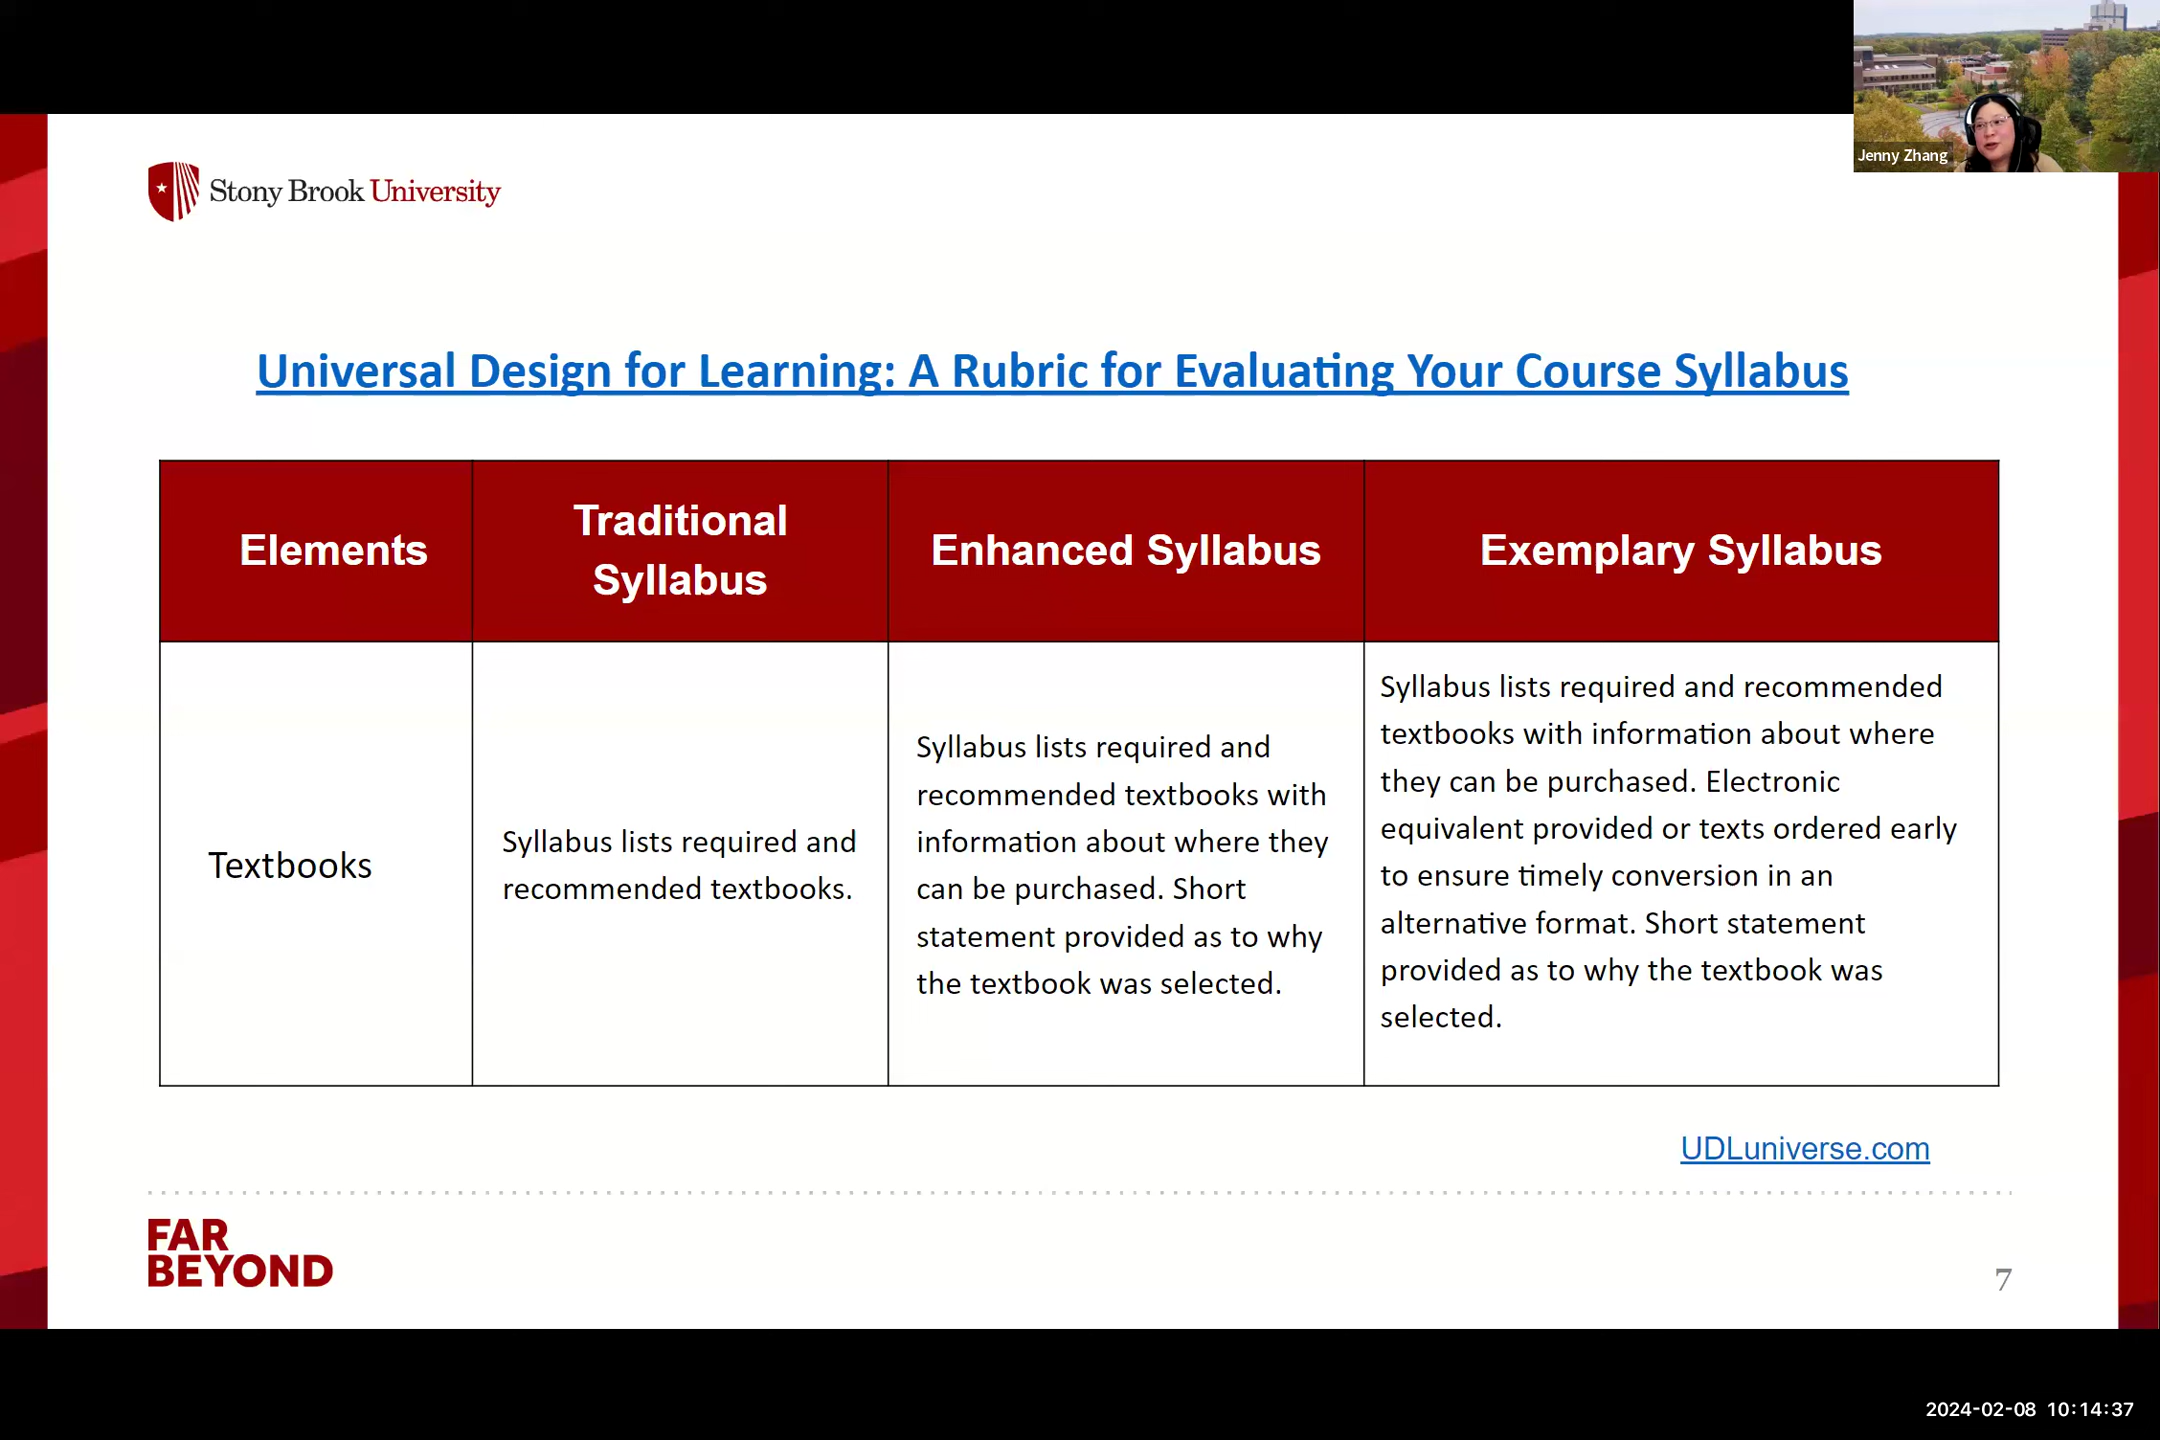 Jenny Zhang
Stony Brook University
Universal Design for Learning: A Rubric for Evaluating Your Course Syllabus
Elements
Traditional
Syllabus
Enhanced Syllabus
Exemplary Syllabus
Textbooks
Syllabus lists required and
recommended textbooks.
Syllabus lists required and
recommended textbooks with
information about where they
can be purchased. Short
statement provided as to why
the textbook was selected.
Syllabus lists required and recommended
textbooks with information about where
they can be purchased. Electronic
equivalent provided or texts ordered early
to ensure timely conversion in an
alternative format. Short statement
provided as to why the textbook was
selected.
UDLuniverse.com
FAR
BEYOND
7
2024-02-08 10:14:37